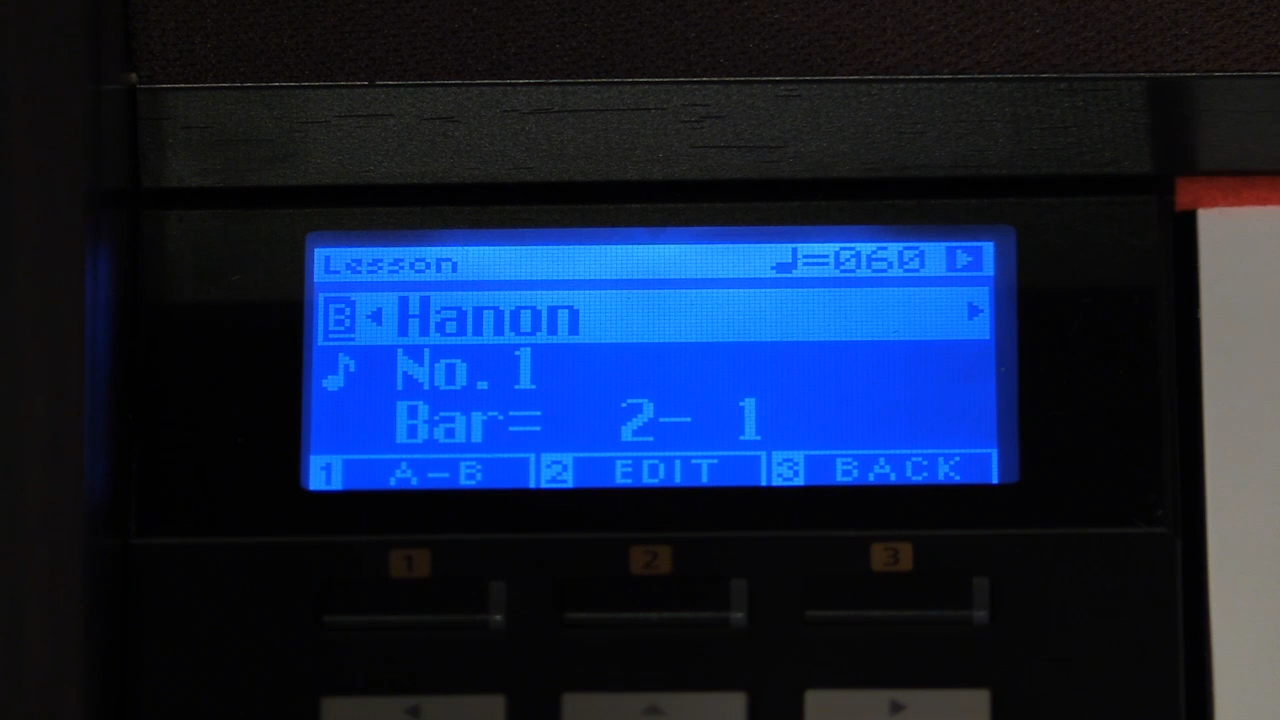 Lesson ♩=060
B Hanon
No.1
Bar= 2- 1
1 A-B 2 EDIT 3 BACK
1 2 3